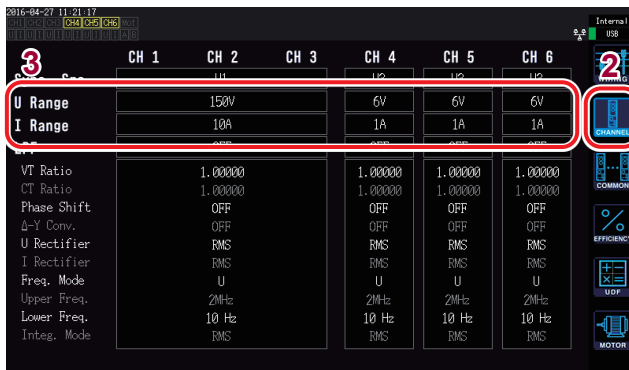 2016-04-27 11:21:17
CH1 CH2 CH3 CH4 CH5 CH6 Mot
U I U I U I U I U I U I A B
Internal
USB
3
2
CH 1 CH 2 CH 3 CH 4 CH 5 CH 6
WIRING
U Range 150V 6V 6V 6V
I Range 10A 1A 1A 1A
CHANNEL
VT Ratio 1.00000 1.00000 1.00000 1.00000
CT Ratio 1.00000 1.00000 1.00000 1.00000
COMMON
Phase Shift OFF OFF OFF OFF
Δ-Y Conv. OFF OFF OFF OFF
U Rectifier RMS RMS RMS RMS
EFFICIENCY
I Rectifier RMS RMS RMS RMS
Freq. Mode U U U U
Upper Freq. 2MHz 2MHz 2MHz 2MHz
UDF
Lower Freq. 10 Hz 10 Hz 10 Hz 10 Hz
Integ. Mode RMS RMS RMS RMS
MOTOR